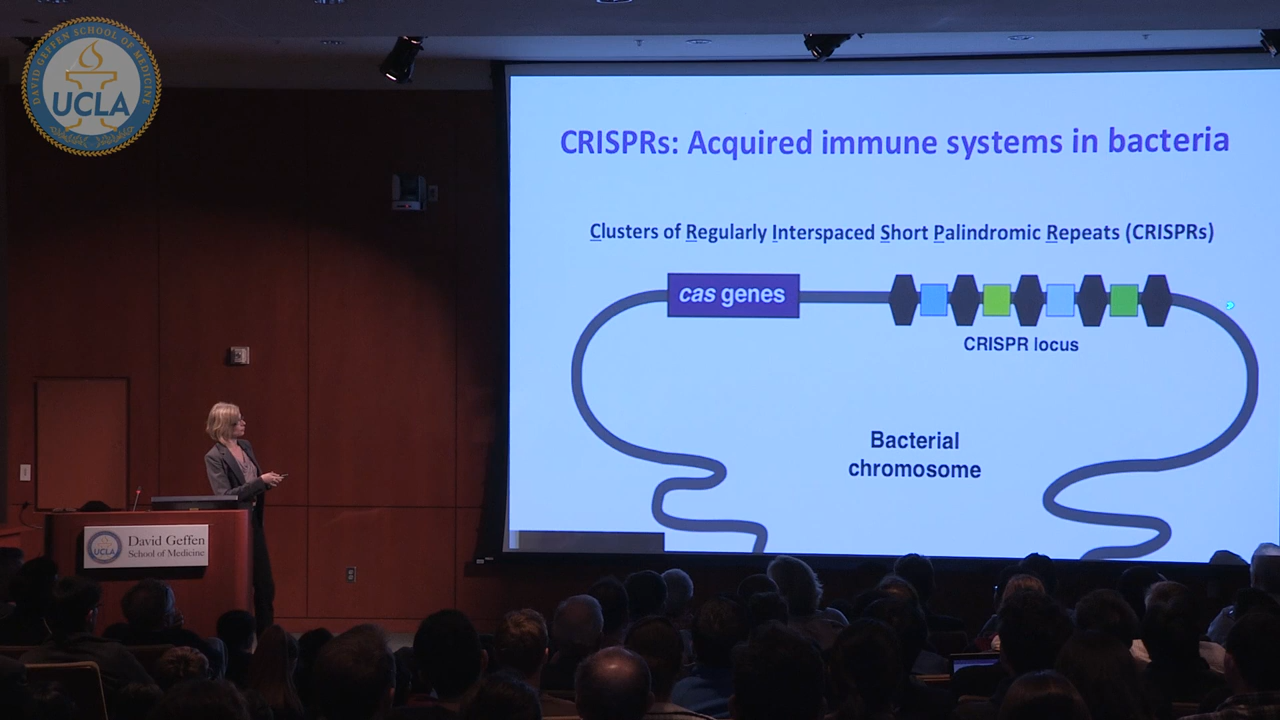 DAVID GEFFEN SCHOOL OF MEDICINE
UCLA
CRISPRs: Acquired immune systems in bacteria
Clusters of Regularly Interspaced Short Palindromic Repeats (CRISPRs)
cas genes
CRISPR locus
Bacterial
chromosome
UCLA
David Geffen
School of Medicine